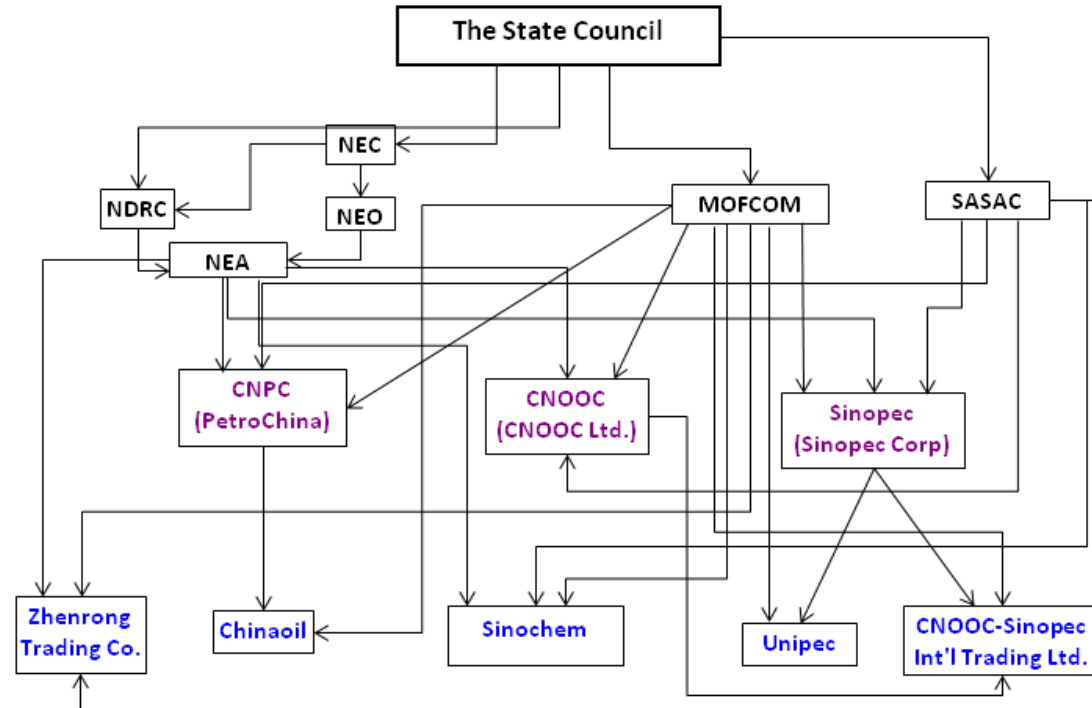 The State Council
NEC
NDRC
NEO
MOFCOM
SASAC
NEA
CNPC
(PetroChina)
CNOOC
(CNOOC Ltd.)
Sinopec
(Sinopec Corp)
Zhenrong
Trading Co.
Chinaoil
Sinochem
Unipec
CNOOC-Sinopec
Int'l Trading Ltd.